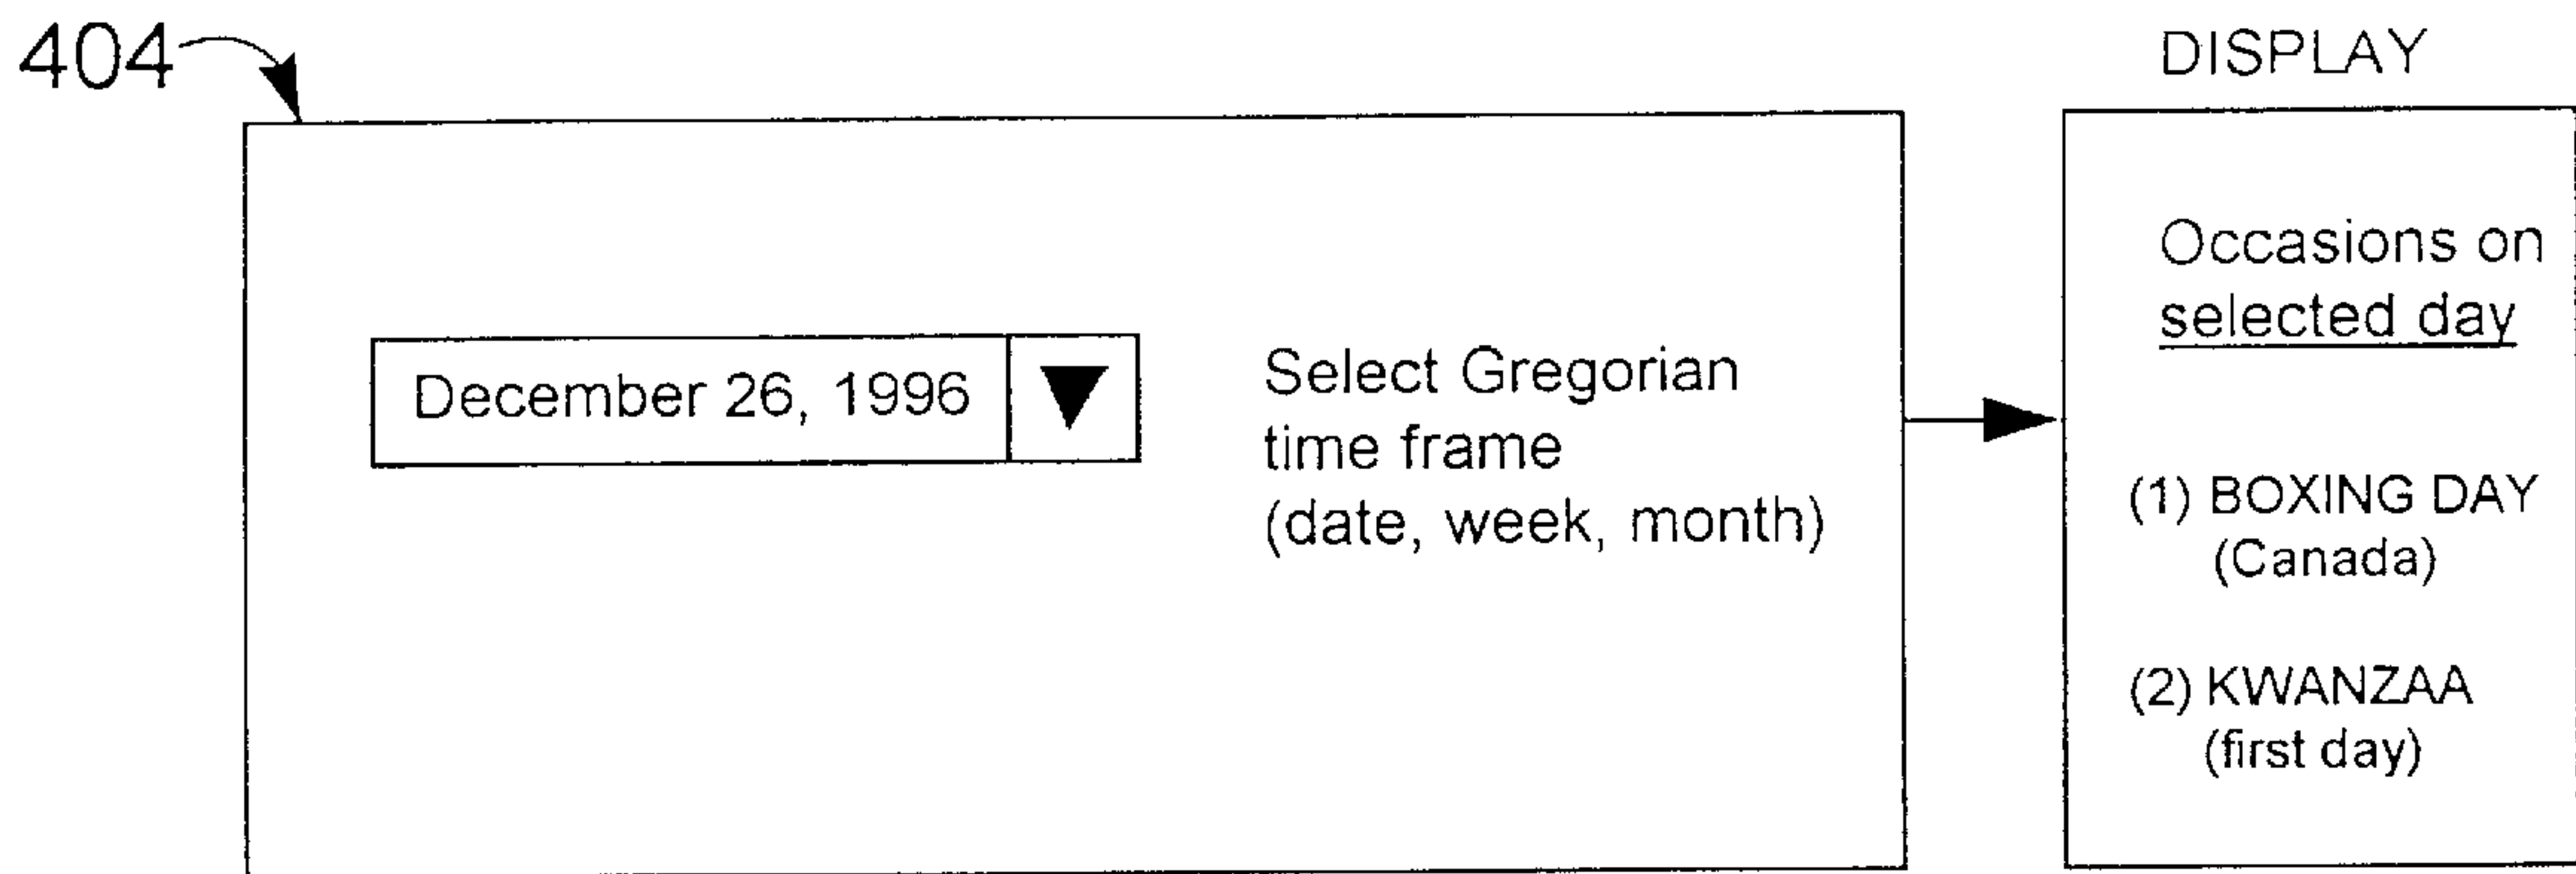 404
DISPLAY
December 26, 1996
Select Gregorian
time frame
(date, week, month)
Occasions on
selected day
(1) BOXING DAY
(Canada)
(2) KWANZAA
(first day)